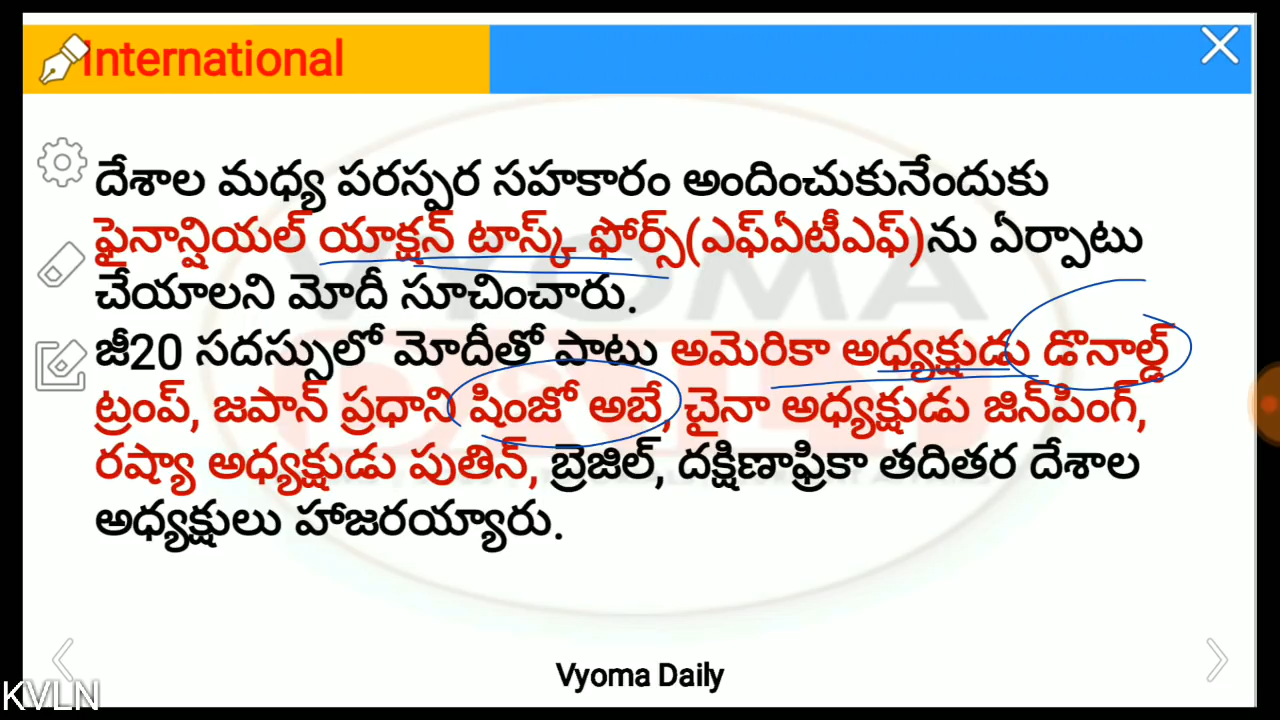 International
దేశాల మధ్య పరస్పర సహకారం అందించుకునేందుకు
ఫైనాన్షియల్ యాక్షన్ టాస్క్ ఫోర్స్(ఎఫ్ఏటీఎఫ్)ను ఏర్పాటు
చేయాలని మోదీ సూచించారు.
జీ20 సదస్సులో మోదీతో పాటు అమెరికా అధ్యక్షుడు డొనాల్డ్
ట్రంప్, జపాన్ ప్రధాని షింజో అబే, చైనా అధ్యక్షుడు జిన్‌పింగ్,
రష్యా అధ్యక్షుడు పుతిన్, బ్రెజిల్, దక్షిణాఫ్రికా తదితర దేశాల
అధ్యక్షులు హాజరయ్యారు.
Vyoma Daily
KVLN